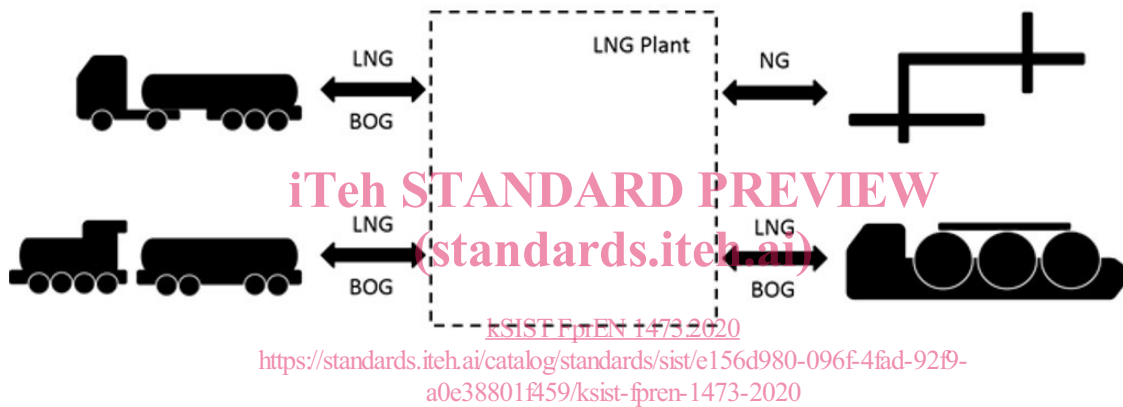 LNG Plant
LNG
BOG
NG
iTeh STANDARD PREVIEW
(standards.iteh.ai)
LNG
BOG
LNG
BOG
kSIST FprEN 1473:2020
https://standards.iteh.ai/catalog/standards/sist/e156d980-096f-4fad-92f9-
a0e38801f459/ksist-fpren-1473-2020